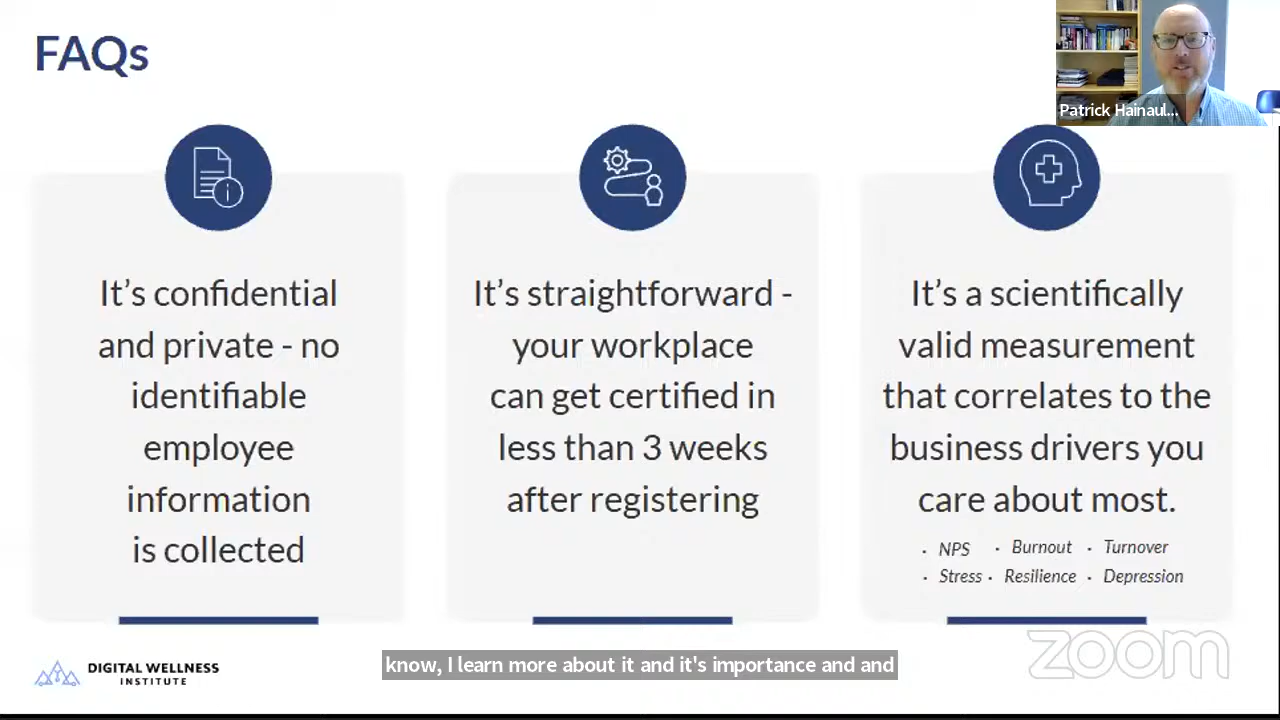 FAQs
Patrick Hainaul...
It’s confidential
and private - no
identifiable
employee
information
is collected
It’s straightforward -
your workplace
can get certified in
less than 3 weeks
after registering
It’s a scientifically
valid measurement
that correlates to the
business drivers you
care about most.
· NPS · Burnout · Turnover
· Stress · Resilience · Depression
DIGITAL WELLNESS
INSTITUTE
know, I learn more about it and it's importance and and
zoom